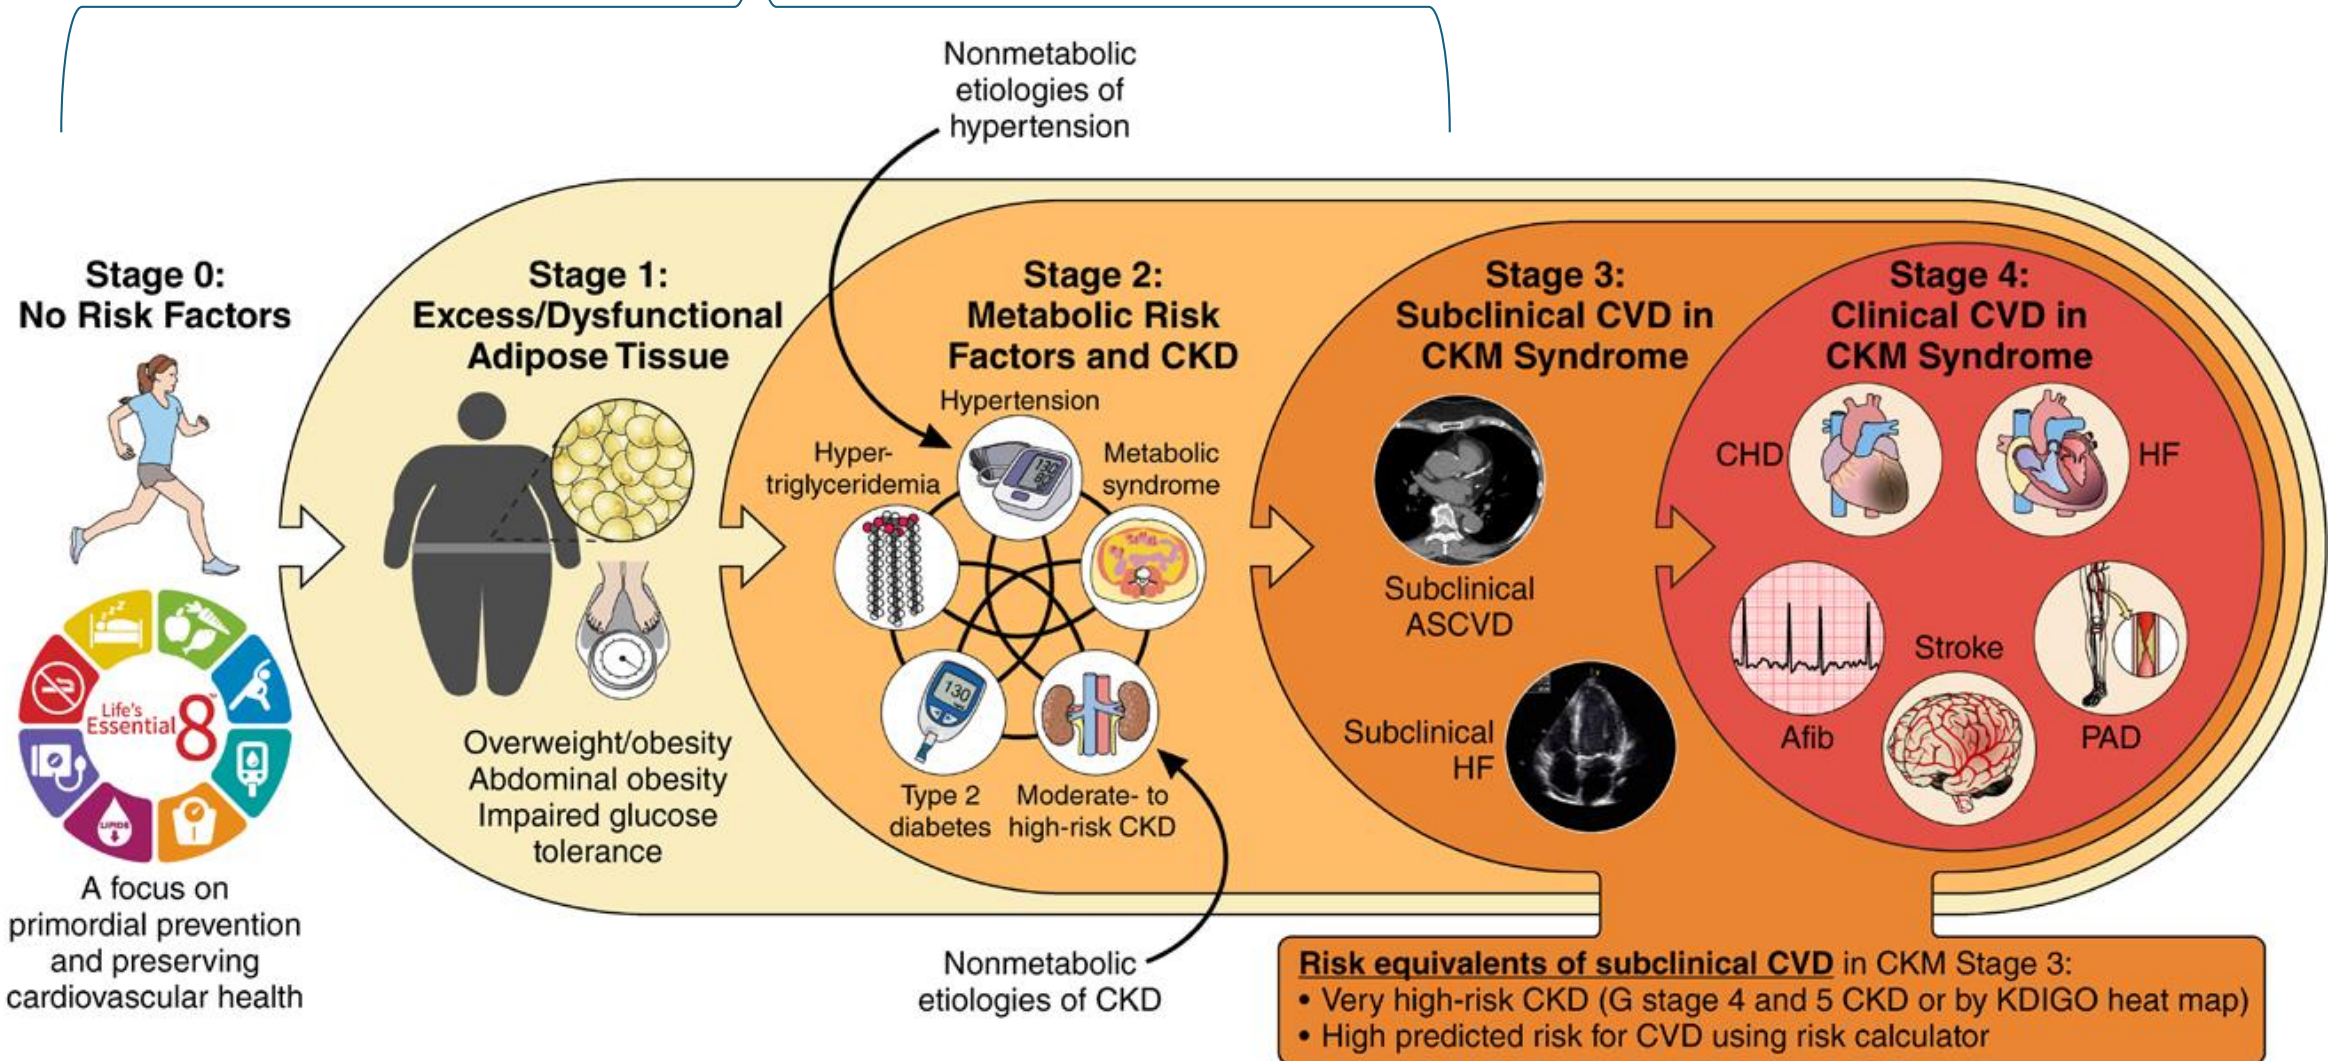 Nonmetabolic
etiologies of
hypertension
Stage 0:
No Risk Factors
Life's
Essential 8™
LIPIDS
A focus on
primordial prevention
and preserving
cardiovascular health
Stage 1:
Excess/Dysfunctional
Adipose Tissue
Overweight/obesity
Abdominal obesity
Impaired glucose
tolerance
Stage 2:
Metabolic Risk
Factors and CKD
Hypertension
130
Hyper-
triglyceridemia
Metabolic
syndrome
130
Type 2
diabetes
Moderate- to
high-risk CKD
Nonmetabolic
etiologies of CKD
Stage 3:
Subclinical CVD in
CKM Syndrome
Subclinical
ASCVD
Subclinical
HF
Stage 4:
Clinical CVD in
CKM Syndrome
CHD
HF
Afib
Stroke
PAD
Risk equivalents of subclinical CVD in CKM Stage 3:
• Very high-risk CKD (G stage 4 and 5 CKD or by KDIGO heat map)
• High predicted risk for CVD using risk calculator